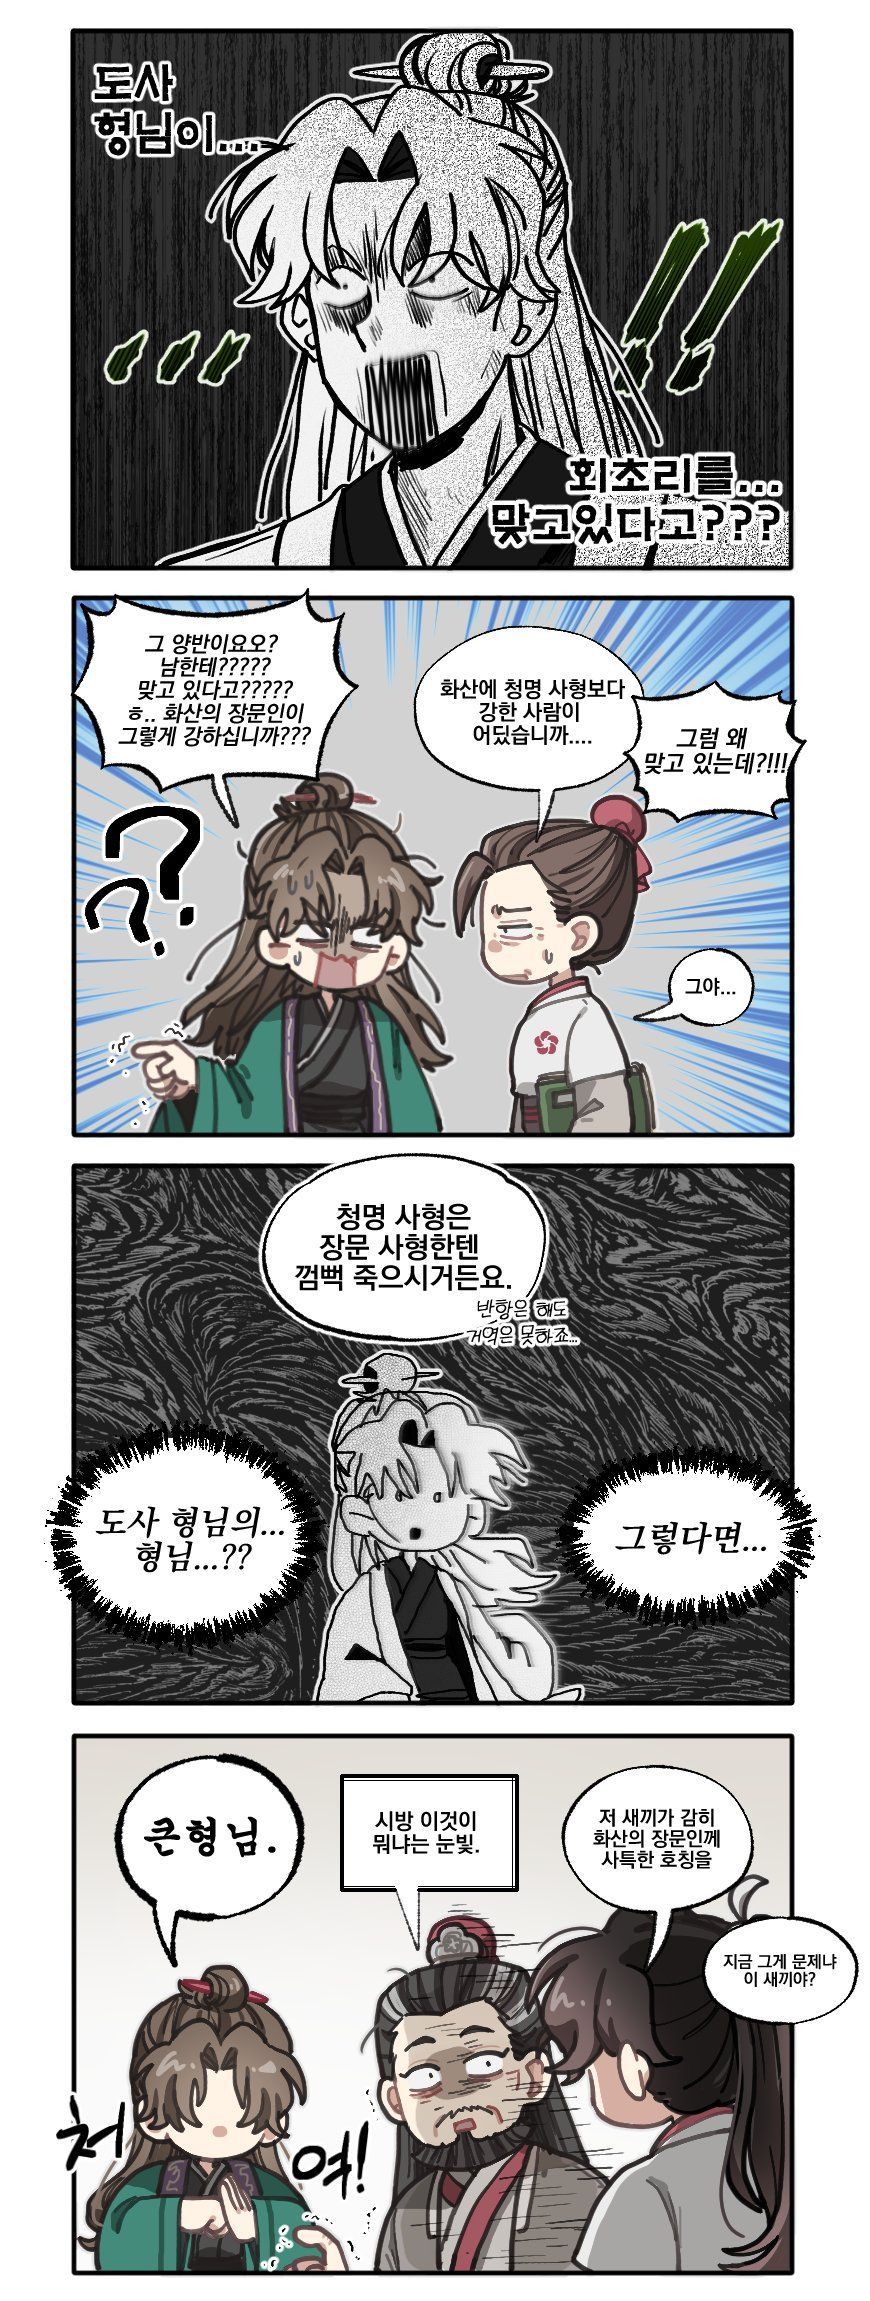 도사
형님이...
회초리를...
맞고있다고???
그 양반이요오?
남한테?????
맞고 있다고?????
ㅎ.. 화산의 장문인이
그렇게 강하십니까???
화산에 청명 사형보다
강한 사람이
어딨습니까....
그럼 왜
맞고 있는데?!!!
그야...
청명 사형은
장문 사형한텐
껌뻑 죽으시거든요.
반항은 해도
거역은 못하죠...
도사 형님의...
형님...??
그렇다면...
큰형님.
시방 이것이
뭐냐는 눈빛.
저 새끼가 감히
화산의 장문인께
사특한 호칭을
지금 그게 문제냐
이 새끼야?
처
억!